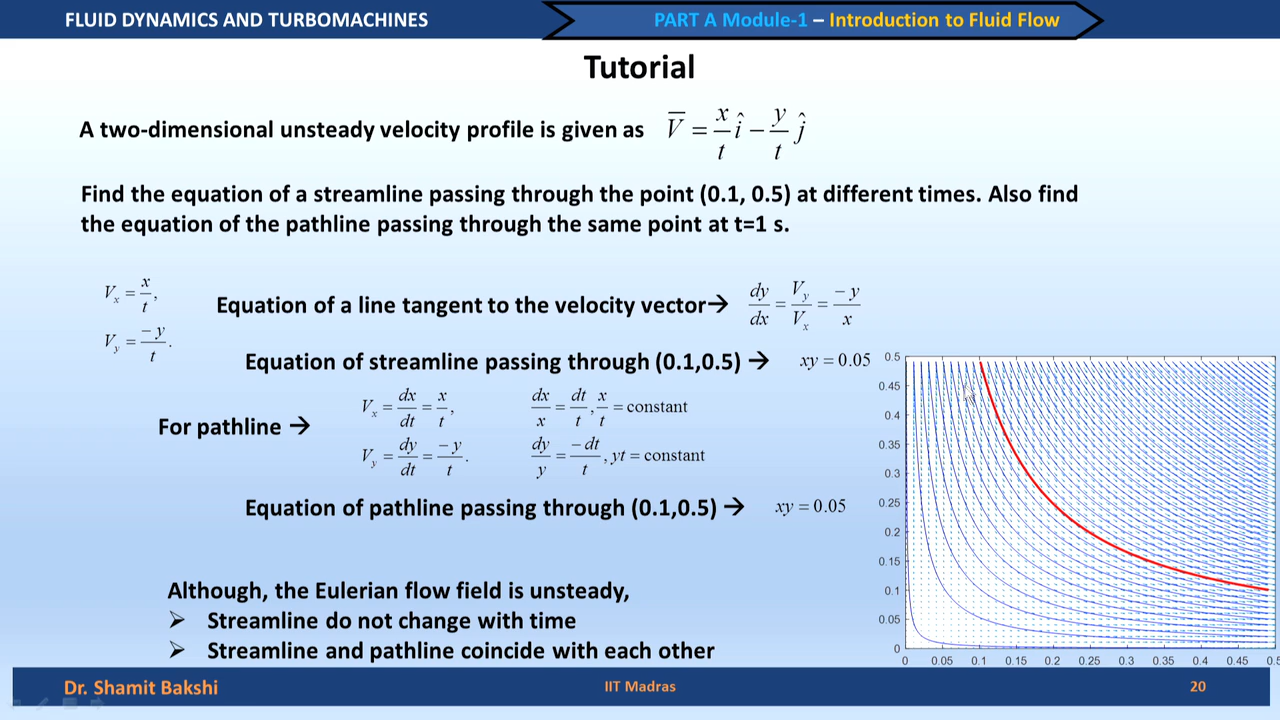 FLUID DYNAMICS AND TURBOMACHINES
PART A Module-1 – Introduction to Fluid Flow
Tutorial
A two-dimensional unsteady velocity profile is given as V̅ = x/t î − y/t ĵ
Find the equation of a streamline passing through the point (0.1, 0.5) at different times. Also find
the equation of the pathline passing through the same point at t=1 s.
Vx = x/t,
Vy = −y/t.
Equation of a line tangent to the velocity vector→ dy/dx = Vy/Vx = −y/x
Equation of streamline passing through (0.1,0.5) → xy = 0.05
For pathline →
Vx = dx/dt = x/t, dx/x = dt/t, x/t = constant
Vy = dy/dt = −y/t. dy/y = −dt/t, yt = constant
Equation of pathline passing through (0.1,0.5) → xy = 0.05
Although, the Eulerian flow field is unsteady,
➢ Streamline do not change with time
➢ Streamline and pathline coincide with each other
0.5
0.45
0.4
0.35
0.3
0.25
0.2
0.15
0.1
0.05
0
0 0.05 0.1 0.15 0.2 0.25 0.3 0.35 0.4 0.45 0.5
Dr. Shamit Bakshi
IIT Madras
20